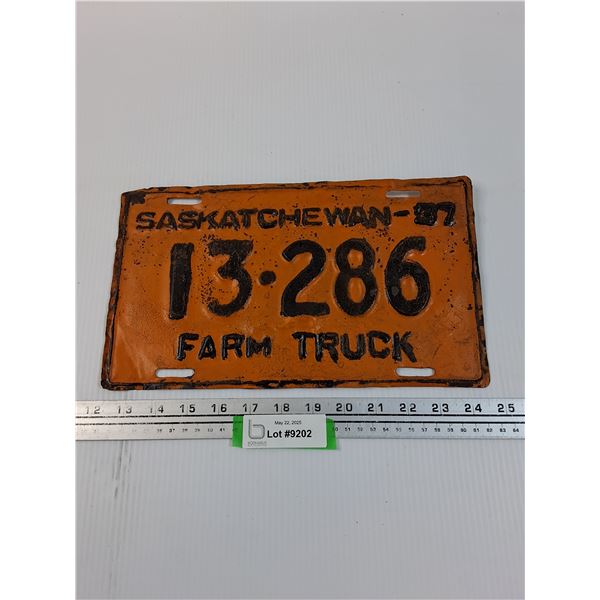 SASKATCHEWAN-37
13·286
FARM TRUCK
12 13 14 15 16 17 18 19 20 21 22 23 24 25
May 22, 2025
Lot #9202